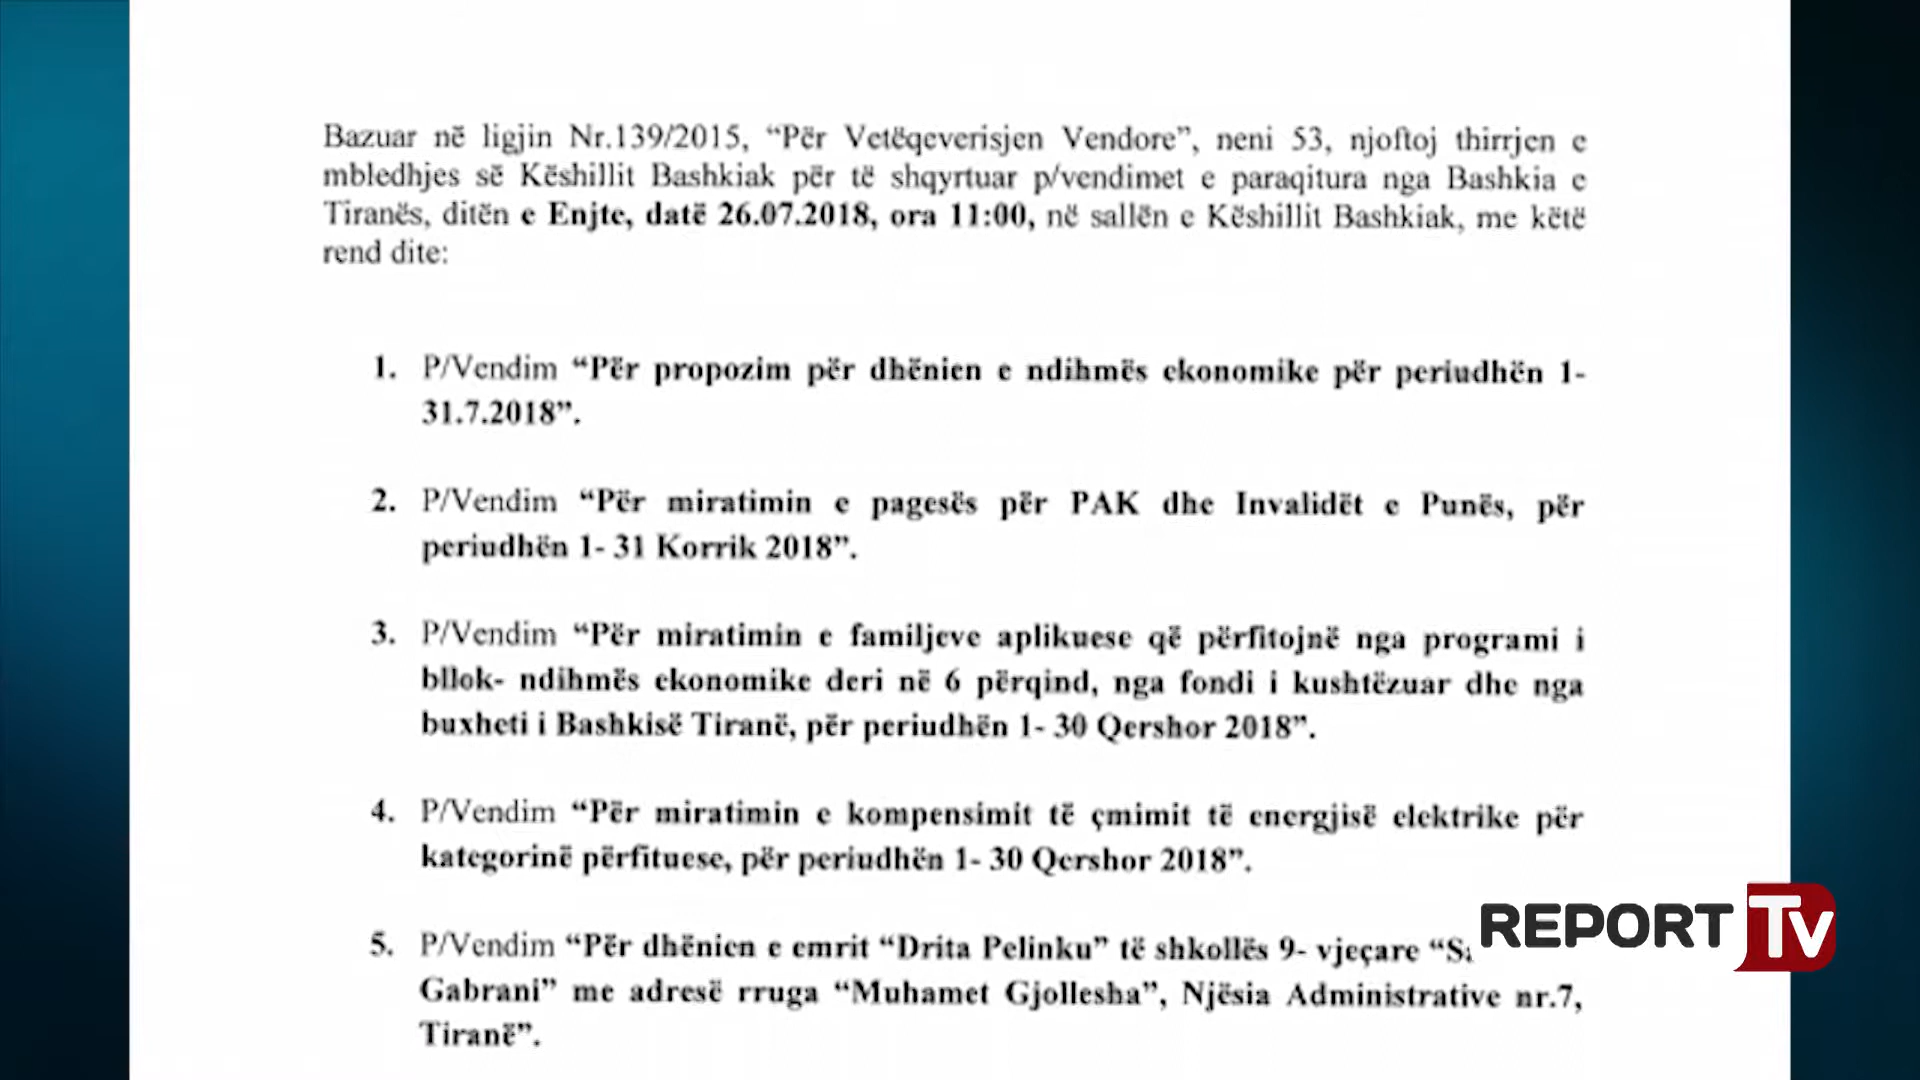 Bazuar në ligjin Nr.139/2015, “Për Vetëqeverisjen Vendore”, neni 53, njoftoj thirrjen e
mbledhjes së Këshillit Bashkiak për të shqyrtuar p/vendimet e paraqitura nga Bashkia e
Tiranës, ditën e Enjte, datë 26.07.2018, ora 11:00, në sallën e Këshillit Bashkiak, me këtë
rend dite:
1. P/Vendim “Për propozim për dhënien e ndihmës ekonomike për periudhën 1-
31.7.2018”.
2. P/Vendim “Për miratimin e pagesës për PAK dhe Invalidët e Punës, për
periudhën 1- 31 Korrik 2018”.
3. P/Vendim “Për miratimin e familjeve aplikuese që përfitojnë nga programi i
bllok- ndihmës ekonomike deri në 6 përqind, nga fondi i kushtëzuar dhe nga
buxheti i Bashkisë Tiranë, për periudhën 1- 30 Qershor 2018”.
4. P/Vendim “Për miratimin e kompensimit të çmimit të energjisë elektrike për
kategorinë përfituese, për periudhën 1- 30 Qershor 2018”.
5. P/Vendim “Për dhënien e emrit “Drita Pelinku” të shkollës 9- vjeçare
Gabrani” me adresë rruga “Muhamet Gjollesha”, Njësia Administrative nr.7,
Tiranë”.
REPORT Tv